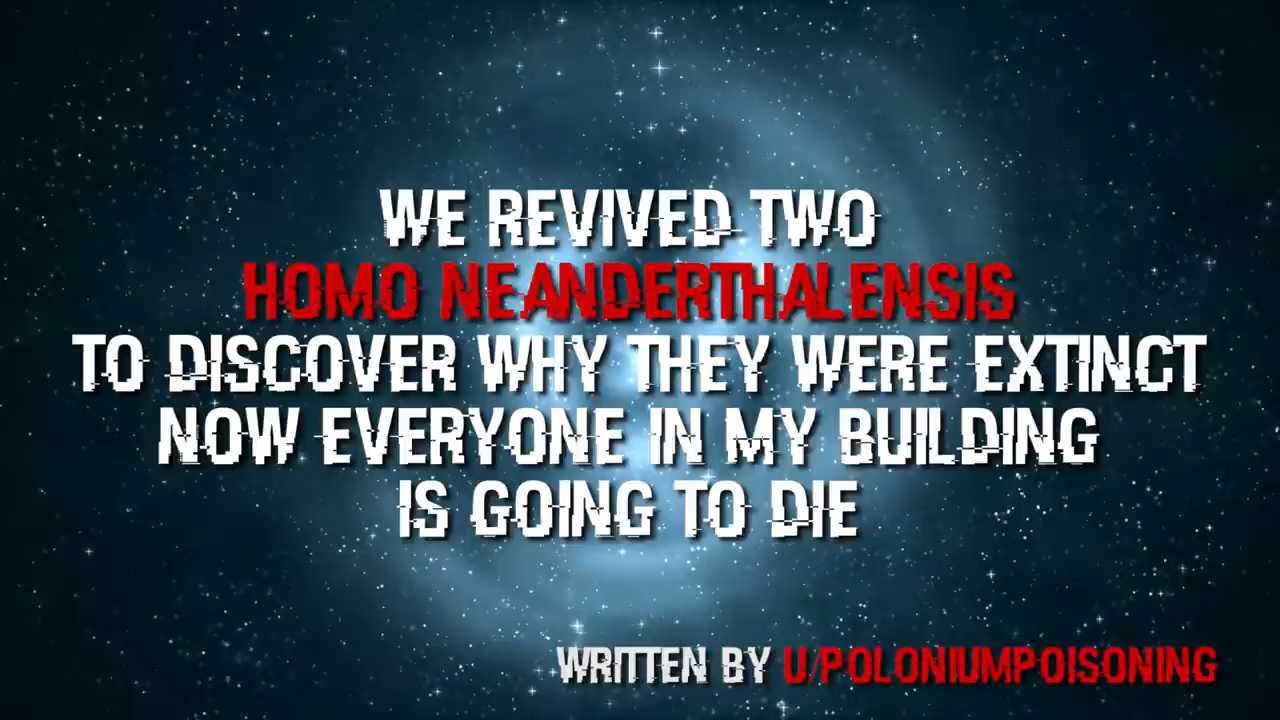 WE REVIVED TWO
HOMO NEANDERTHALENSIS
TO DISCOVER WHY THEY WERE EXTINCT
NOW EVERYONE IN MY BUILDING
IS GOING TO DIE
WRITTEN BY U/POLONIUMPOISONING